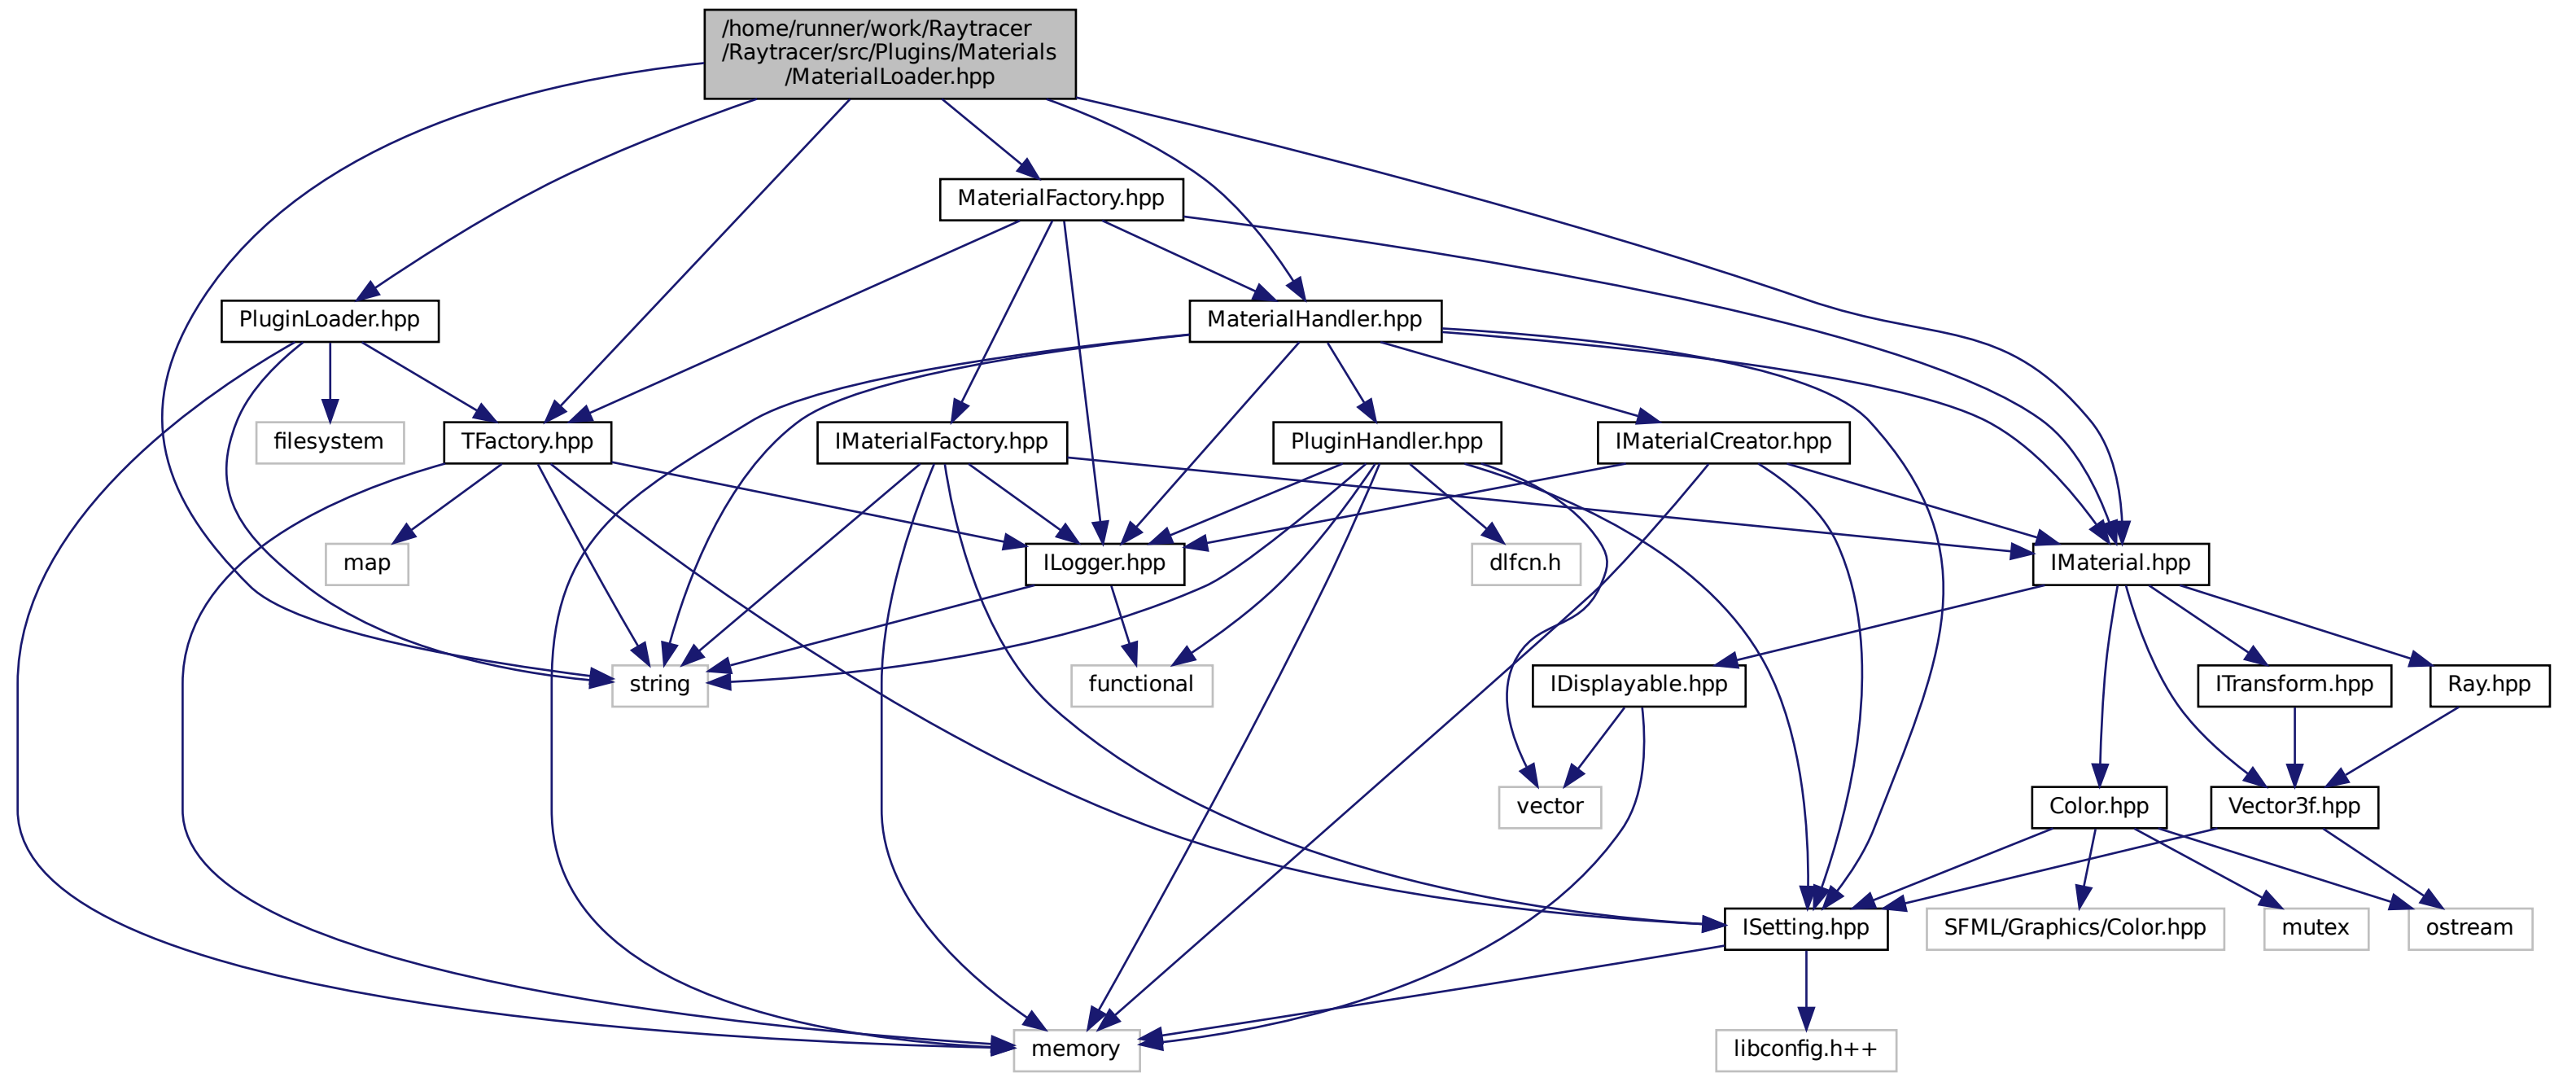 /home/runner/work/Raytracer
/Raytracer/src/Plugins/Materials
/MaterialLoader.hpp
MaterialFactory.hpp
PluginLoader.hpp
MaterialHandler.hpp
filesystem
TFactory.hpp
IMaterialFactory.hpp
PluginHandler.hpp
IMaterialCreator.hpp
map
ILogger.hpp
dlfcn.h
IMaterial.hpp
string
functional
IDisplayable.hpp
ITransform.hpp
Ray.hpp
vector
Color.hpp
Vector3f.hpp
ISetting.hpp
SFML/Graphics/Color.hpp
mutex
ostream
memory
libconfig.h++